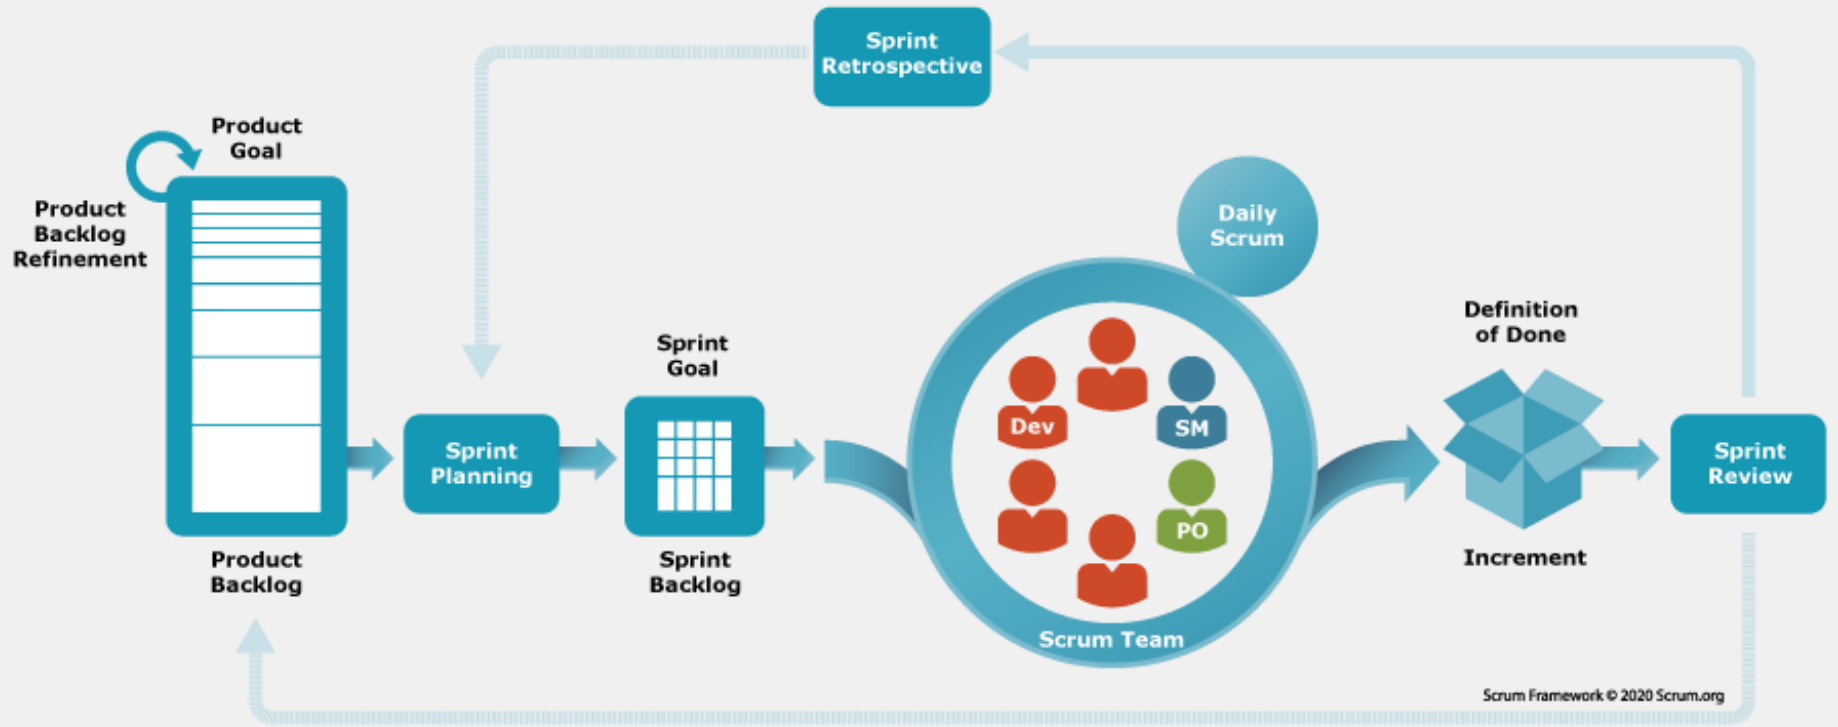 Sprint
Retrospective
Product
Goal
Product
Backlog
Refinement
Daily
Scrum
Definition
of Done
Sprint
Goal
Dev
SM
Sprint
Planning
Sprint
Review
PO
Product
Backlog
Sprint
Backlog
Increment
Scrum Team
Scrum Framework © 2020 Scrum.org